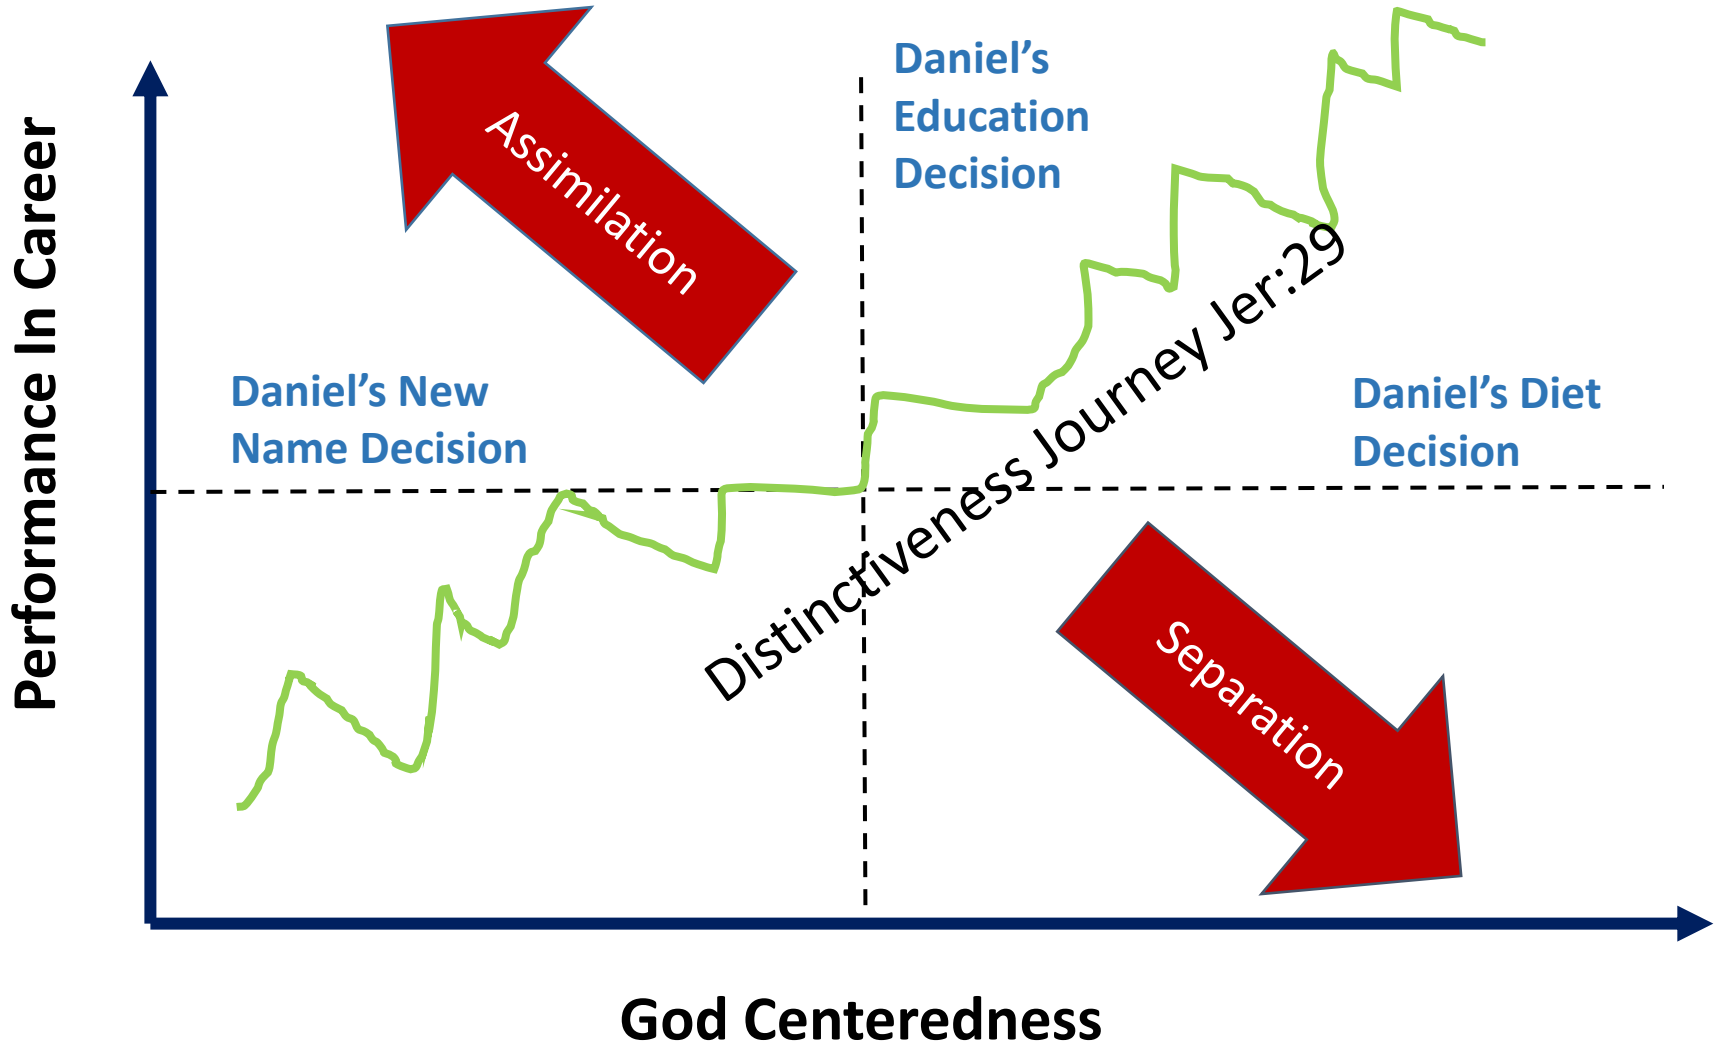 Performance In Career
Assimilation
Daniel’s
Education
Decision
Daniel’s New
Name Decision
Distinctiveness Journey Jer:29
Daniel’s Diet
Decision
Separation
God Centeredness